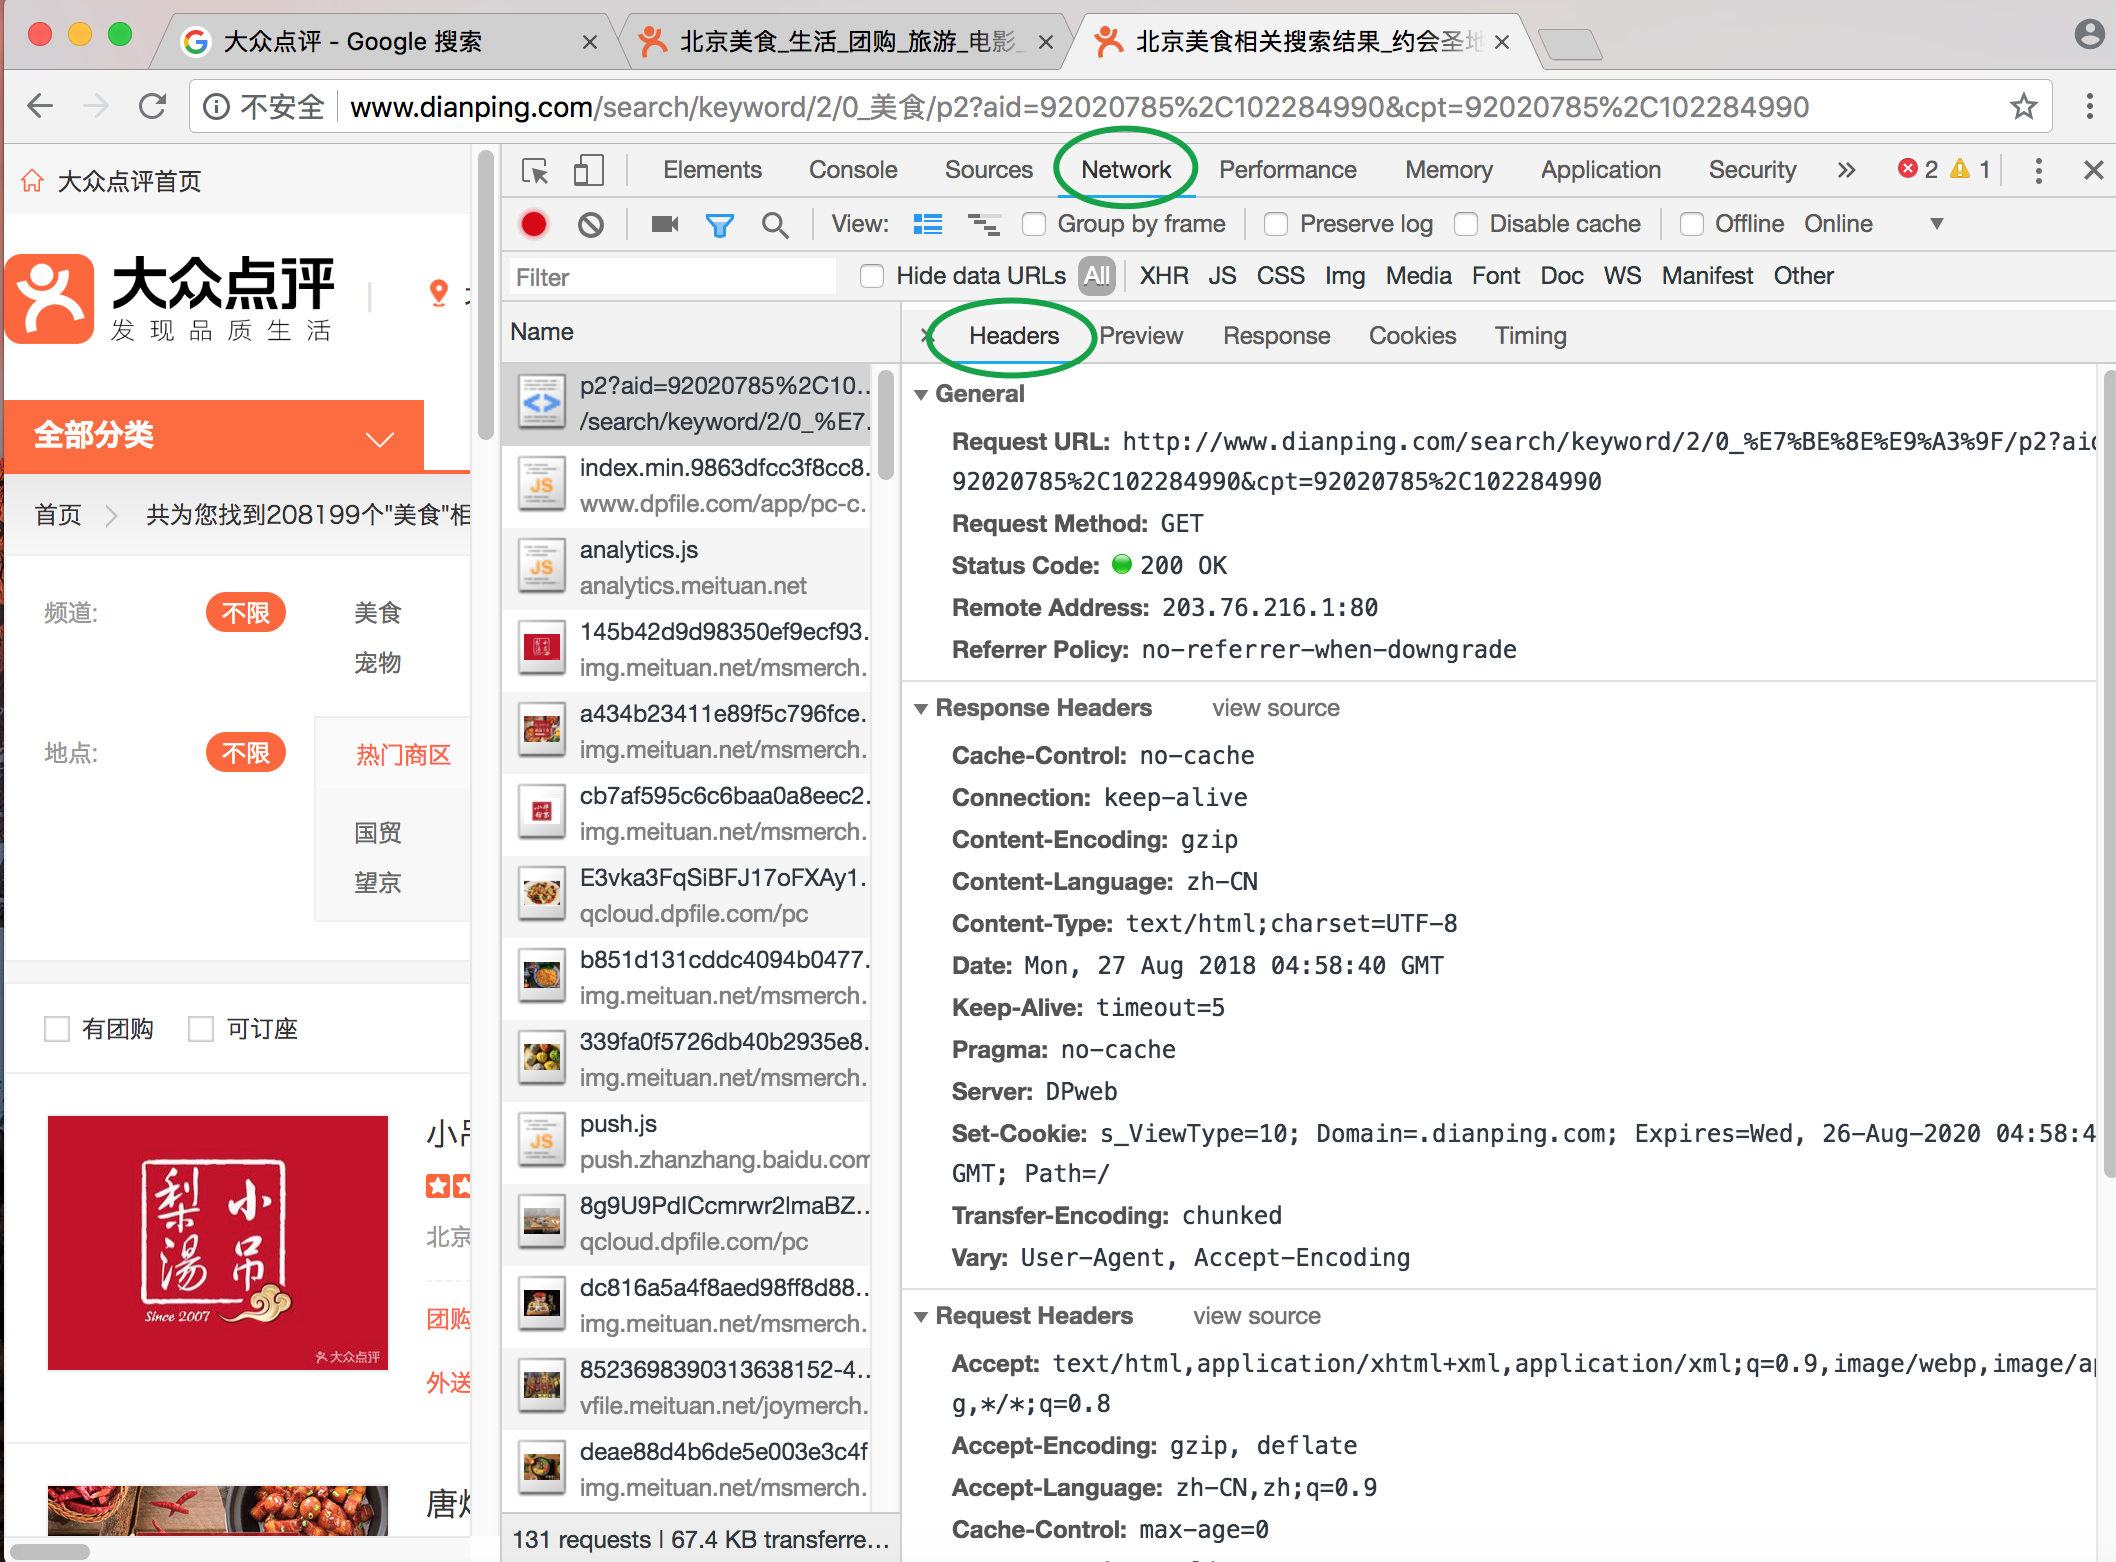 大众点评 - Google 搜索
北京美食_生活_团购_旅游_电影_
北京美食相关搜索结果_约会圣地
不安全
www.dianping.com/search/keyword/2/0_美食/p2?aid=92020785%2C102284990&cpt=92020785%2C102284990
大众点评首页
大众点评
发现品质生活
全部分类
首页
共为您找到208199个"美食"相
频道:
不限
美食
宠物
地点:
不限
热门商区
国贸
望京
有团购
可订座
小吊
梨湯
Since 2007
大众点评
小吊
北京
团购
外送
唐
Elements Console Sources Network Performance Memory Application Security » 2 1
View: Group by frame Preserve log Disable cache Offline Online
Filter
Hide data URLs All XHR JS CSS Img Media Font Doc WS Manifest Other
Name
p2?aid=92020785%2C10...
/search/keyword/2/0_%E7.
index.min.9863dfcc3f8cc8.
www.dpfile.com/app/pc-c.
JS
analytics.js
analytics.meituan.net
JS
145b42d9d98350ef9ecf93.
img.meituan.net/msmerch.
a434b23411e89f5c796fce.
img.meituan.net/msmerch.
cb7af595c6c6baa0a8eec2.
img.meituan.net/msmerch.
E3vka3FqSiBFJ17oFXAy1.
qcloud.dpfile.com/pc
b851d131cddc4094b0477.
img.meituan.net/msmerch.
339fa0f5726db40b2935e8.
img.meituan.net/msmerch.
push.js
push.zhanzhang.baidu.com
JS
8g9U9PdICcmrwr2lmaBZ...
qcloud.dpfile.com/pc
dc816a5a4f8aed98ff8d88...
img.meituan.net/msmerch.
8523698390313638152-4...
vfile.meituan.net/joymerch.
deae88d4b6de5e003e3c4f
img.meituan.net/msmerch.
131 requests | 67.4 KB transferre...
Headers Preview Response Cookies Timing
General
Request URL: http://www.dianping.com/search/keyword/2/0_%E7%BE%8E%E9%A3%9F/p2?aid
92020785%2C102284990&cpt=92020785%2C102284990
Request Method: GET
Status Code: 200 OK
Remote Address: 203.76.216.1:80
Referrer Policy: no-referrer-when-downgrade
Response Headers view source
Cache-Control: no-cache
Connection: keep-alive
Content-Encoding: gzip
Content-Language: zh-CN
Content-Type: text/html;charset=UTF-8
Date: Mon, 27 Aug 2018 04:58:40 GMT
Keep-Alive: timeout=5
Pragma: no-cache
Server: DPweb
Set-Cookie: s_ViewType=10; Domain=.dianping.com; Expires=Wed, 26-Aug-2020 04:58:4
GMT; Path=/
Transfer-Encoding: chunked
Vary: User-Agent, Accept-Encoding
Request Headers view source
Accept: text/html,application/xhtml+xml,application/xml;q=0.9,image/webp,image/ap
g,*/*;q=0.8
Accept-Encoding: gzip, deflate
Accept-Language: zh-CN,zh;q=0.9
Cache-Control: max-age=0